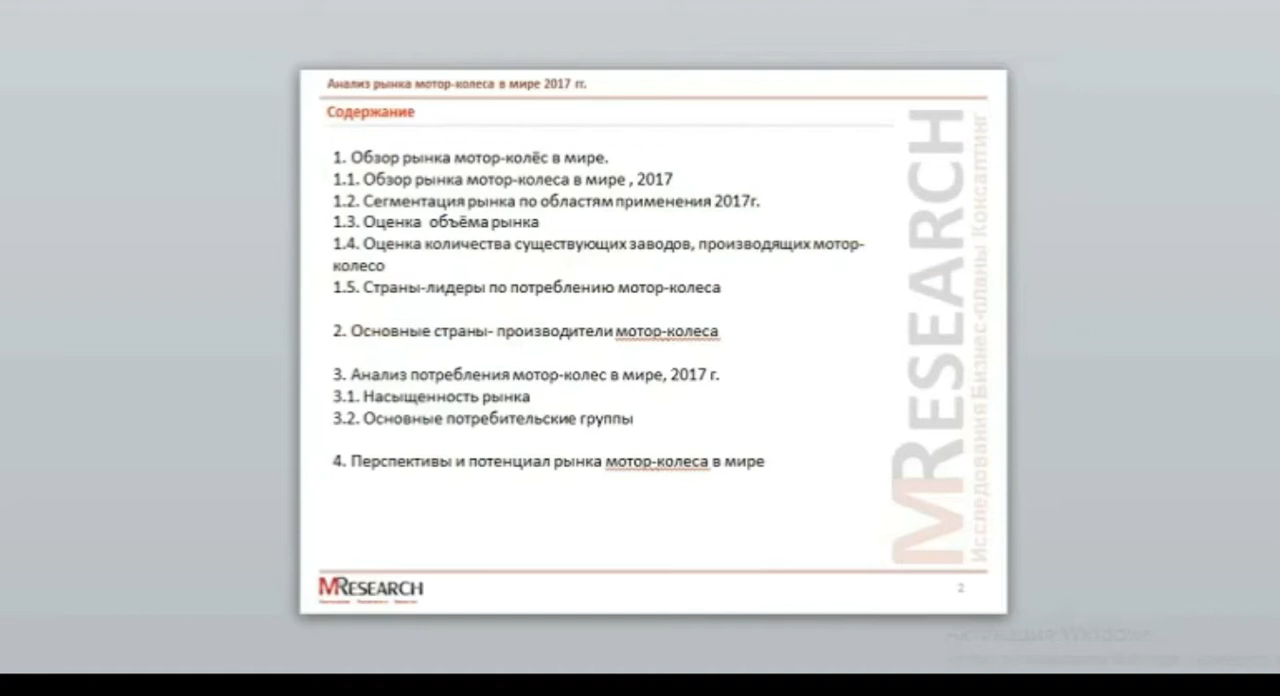 Анализ рынка мотор-колеса в мире 2017 гг.
Содержание
1. Обзор рынка мотор-колёс в мире.
1.1. Обзор рынка мотор-колеса в мире , 2017
1.2. Сегментация рынка по областям применения 2017г.
1.3. Оценка объёма рынка
1.4. Оценка количества существующих заводов, производящих мотор-
колесо
1.5. Страны-лидеры по потреблению мотор-колеса
2. Основные страны- производители мотор-колеса
3. Анализ потребления мотор-колес в мире, 2017 г.
3.1. Насыщенность рынка
3.2. Основные потребительские группы
4. Перспективы и потенциал рынка мотор-колеса в мире
MRESEARCH
Исследования Бизнес-планы Консалтинг
MRESEARCH
2